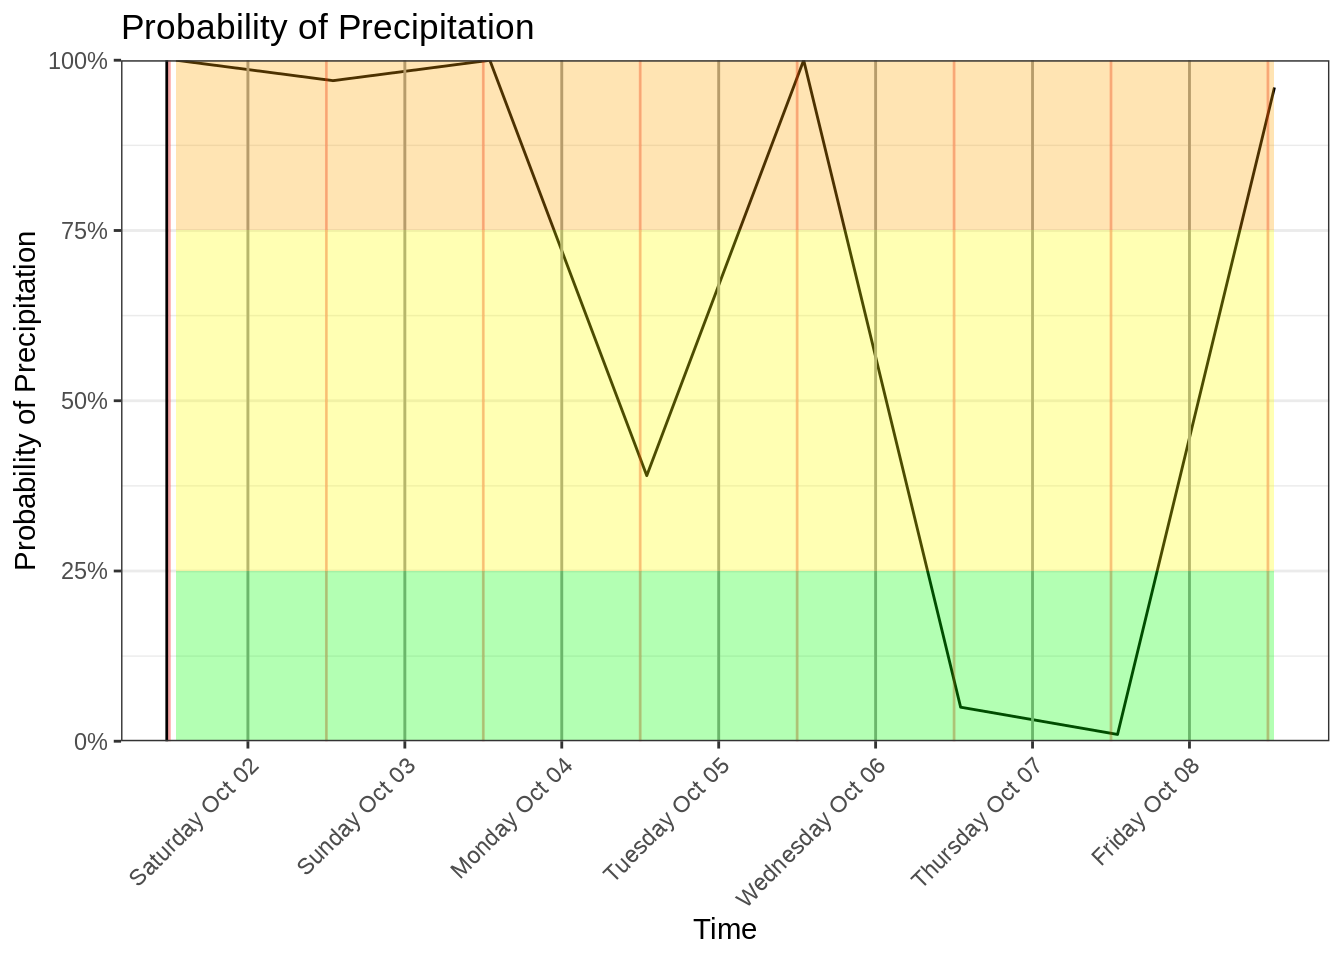 Probability of Precipitation
Probability of Precipitation
100%
75%
50%
25%
0%
Saturday Oct 02
Sunday Oct 03
Monday Oct 04
Tuesday Oct 05
Wednesday Oct 06
Thursday Oct 07
Friday Oct 08
Time